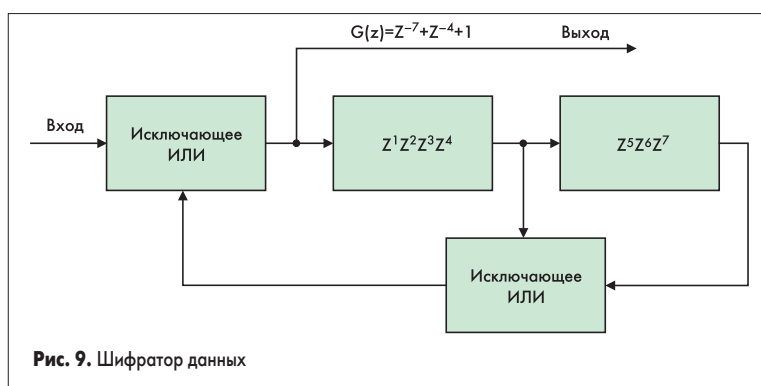 G(z)=Z⁻⁷+Z⁻⁴+1
Выход
Вход
Исключающее
ИЛИ
Z¹Z²Z³Z⁴
Z⁵Z⁶Z⁷
Исключающее
ИЛИ
Рис. 9. Шифратор данных